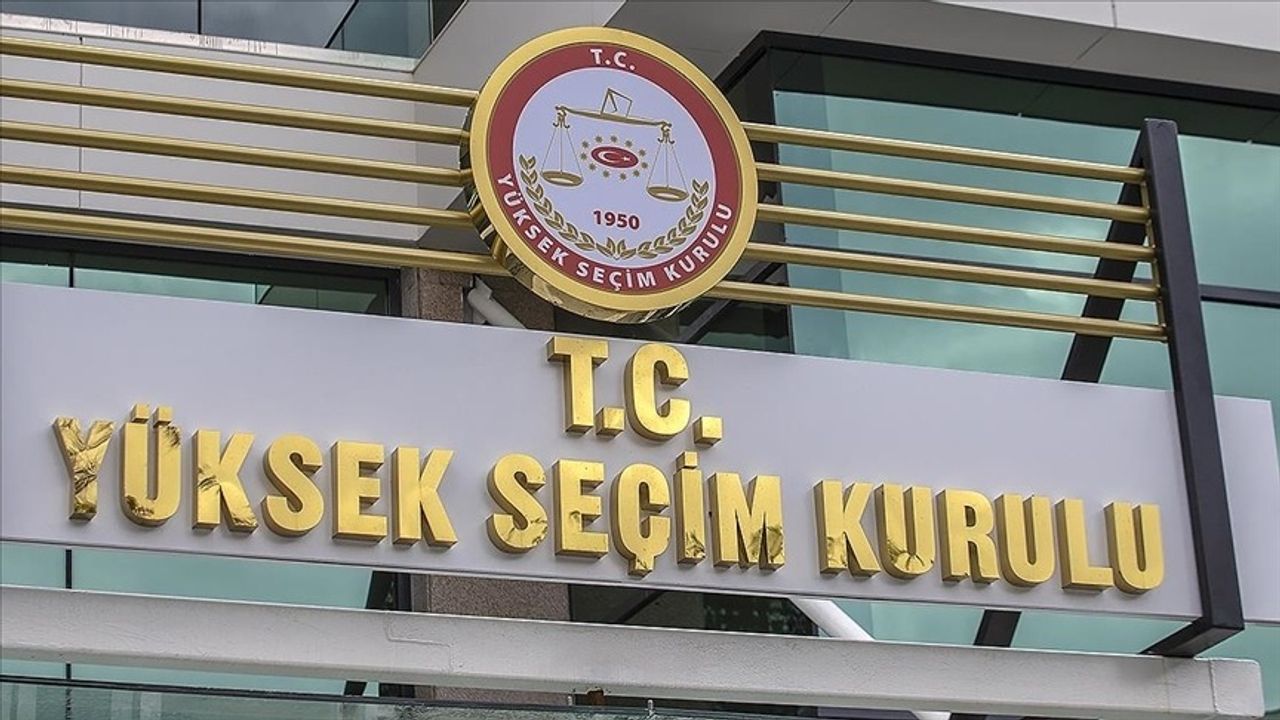 T.C.
1950
YÜKSEK SEÇİM KURULU
T.C.
YÜKSEK SEÇİM KURULU